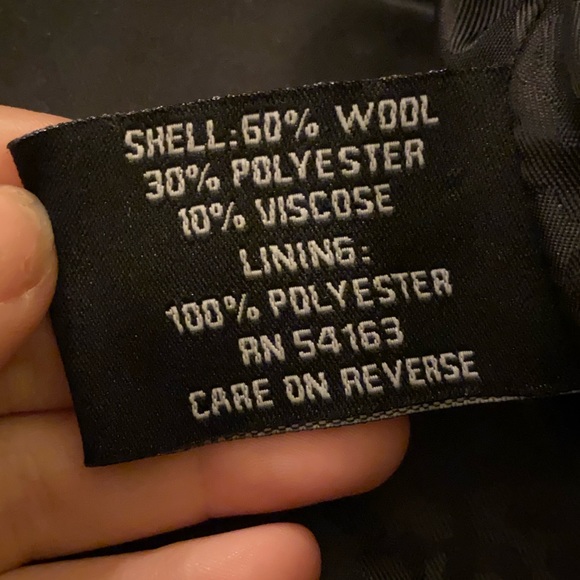 SHELL:60% WOOL
30% POLYESTER
10% VISCOSE
LINING:
100% POLYESTER
RN 54163
CARE ON REVERSE